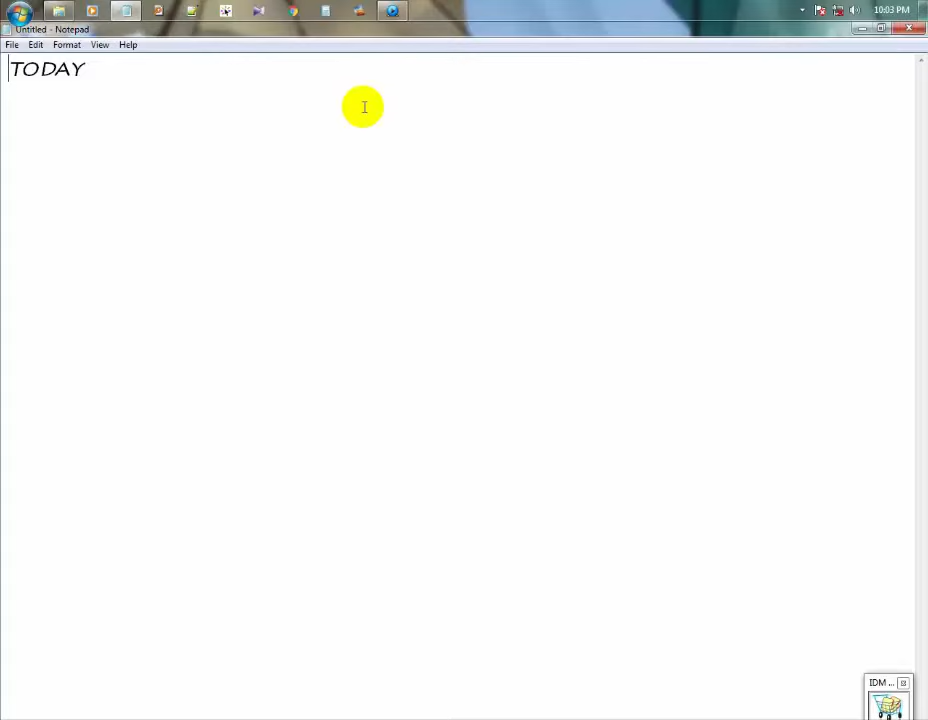 10:03 PM
Untitled - Notepad
File Edit Format View Help
TODAY
IDM ...